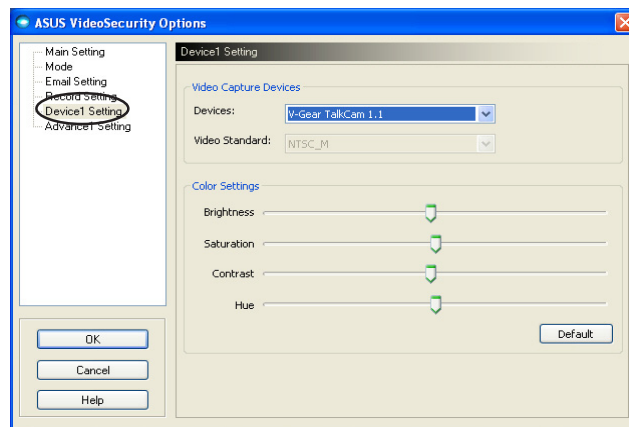 ASUS VideoSecurity Options
Main Setting
Mode
Email Setting
Record Setting
Device1 Setting
Advance1 Setting
OK
Cancel
Help
Device1 Setting
Video Capture Devices
Devices: V-Gear TalkCam 1.1
Video Standard: NTSC_M
Color Settings
Brightness
Saturation
Contrast
Hue
Default